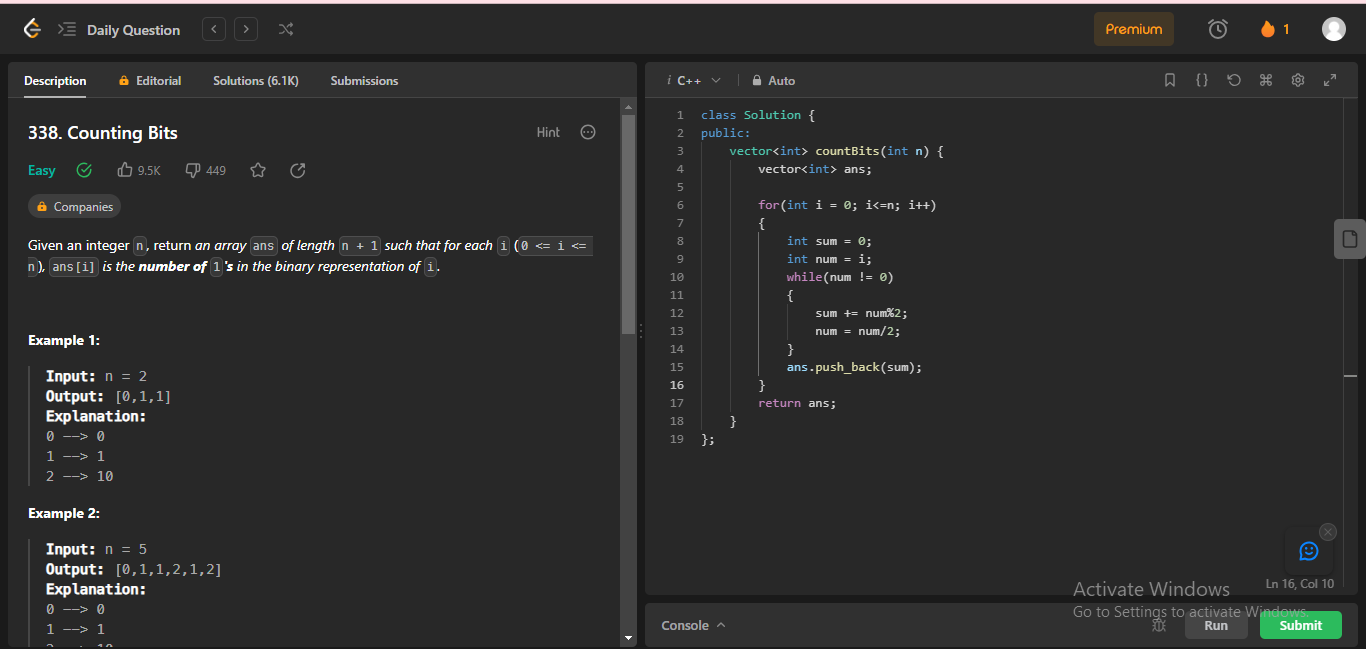 Daily Question
Premium
1
Description
Editorial
Solutions (6.1K)
Submissions
338. Counting Bits
Hint
Easy
9.5K
449
Companies
Given an integer n, return an array ans of length n + 1 such that for each i (0 <= i <=
n), ans[i] is the number of 1's in the binary representation of i.
Example 1:
Input: n = 2
Output: [0,1,1]
Explanation:
0 --> 0
1 --> 1
2 --> 10
Example 2:
Input: n = 5
Output: [0,1,1,2,1,2]
Explanation:
0 --> 0
1 --> 1
2 --> 10
i C++
Auto
1 class Solution {
2 public:
3     vector<int> countBits(int n) {
4         vector<int> ans;
5
6         for(int i = 0; i<=n; i++)
7         {
8             int sum = 0;
9             int num = i;
10             while(num != 0)
11             {
12                 sum += num%2;
13                 num = num/2;
14             }
15             ans.push_back(sum);
16         }
17         return ans;
18     }
19 };
Ln 16, Col 10
Activate Windows
Go to Settings to activate Windows.
Console
Run
Submit